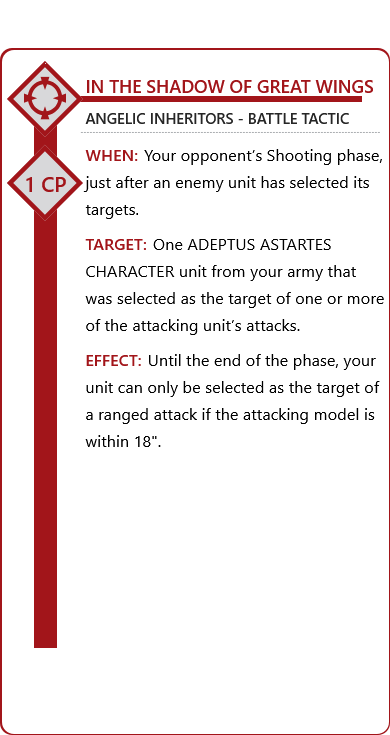 IN THE SHADOW OF GREAT WINGS
ANGELIC INHERITORS - BATTLE TACTIC
1 CP
WHEN: Your opponent’s Shooting phase,
just after an enemy unit has selected its
targets.
TARGET: One ADEPTUS ASTARTES
CHARACTER unit from your army that
was selected as the target of one or more
of the attacking unit’s attacks.
EFFECT: Until the end of the phase, your
unit can only be selected as the target of
a ranged attack if the attacking model is
within 18".